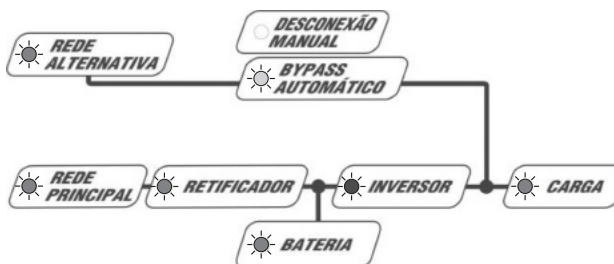 DESCONEXÃO
MANUAL
REDE
ALTERNATIVA
BYPASS
AUTOMÁTICO
REDE
PRINCIPAL
RETIFICADOR
INVERSOR
CARGA
BATERIA